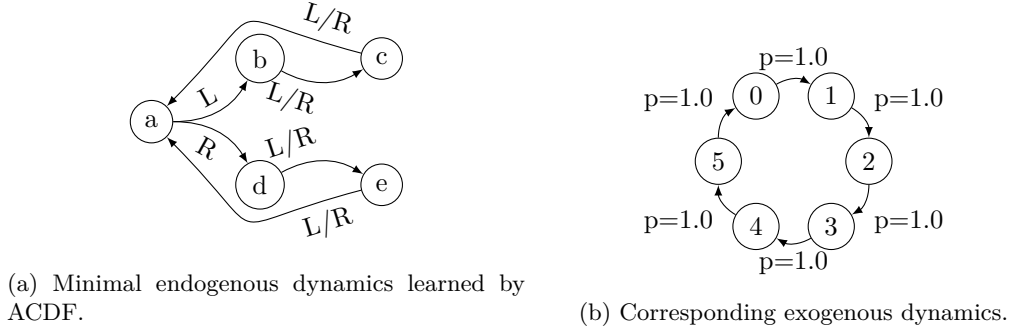 L/R
b
c
L
L/R
a
R
L/R
d
e
L/R
(a) Minimal endogenous dynamics learned by
ACDF.
p=1.0
p=1.0
0
1
p=1.0
5
2
p=1.0
4
3
p=1.0
p=1.0
(b) Corresponding exogenous dynamics.